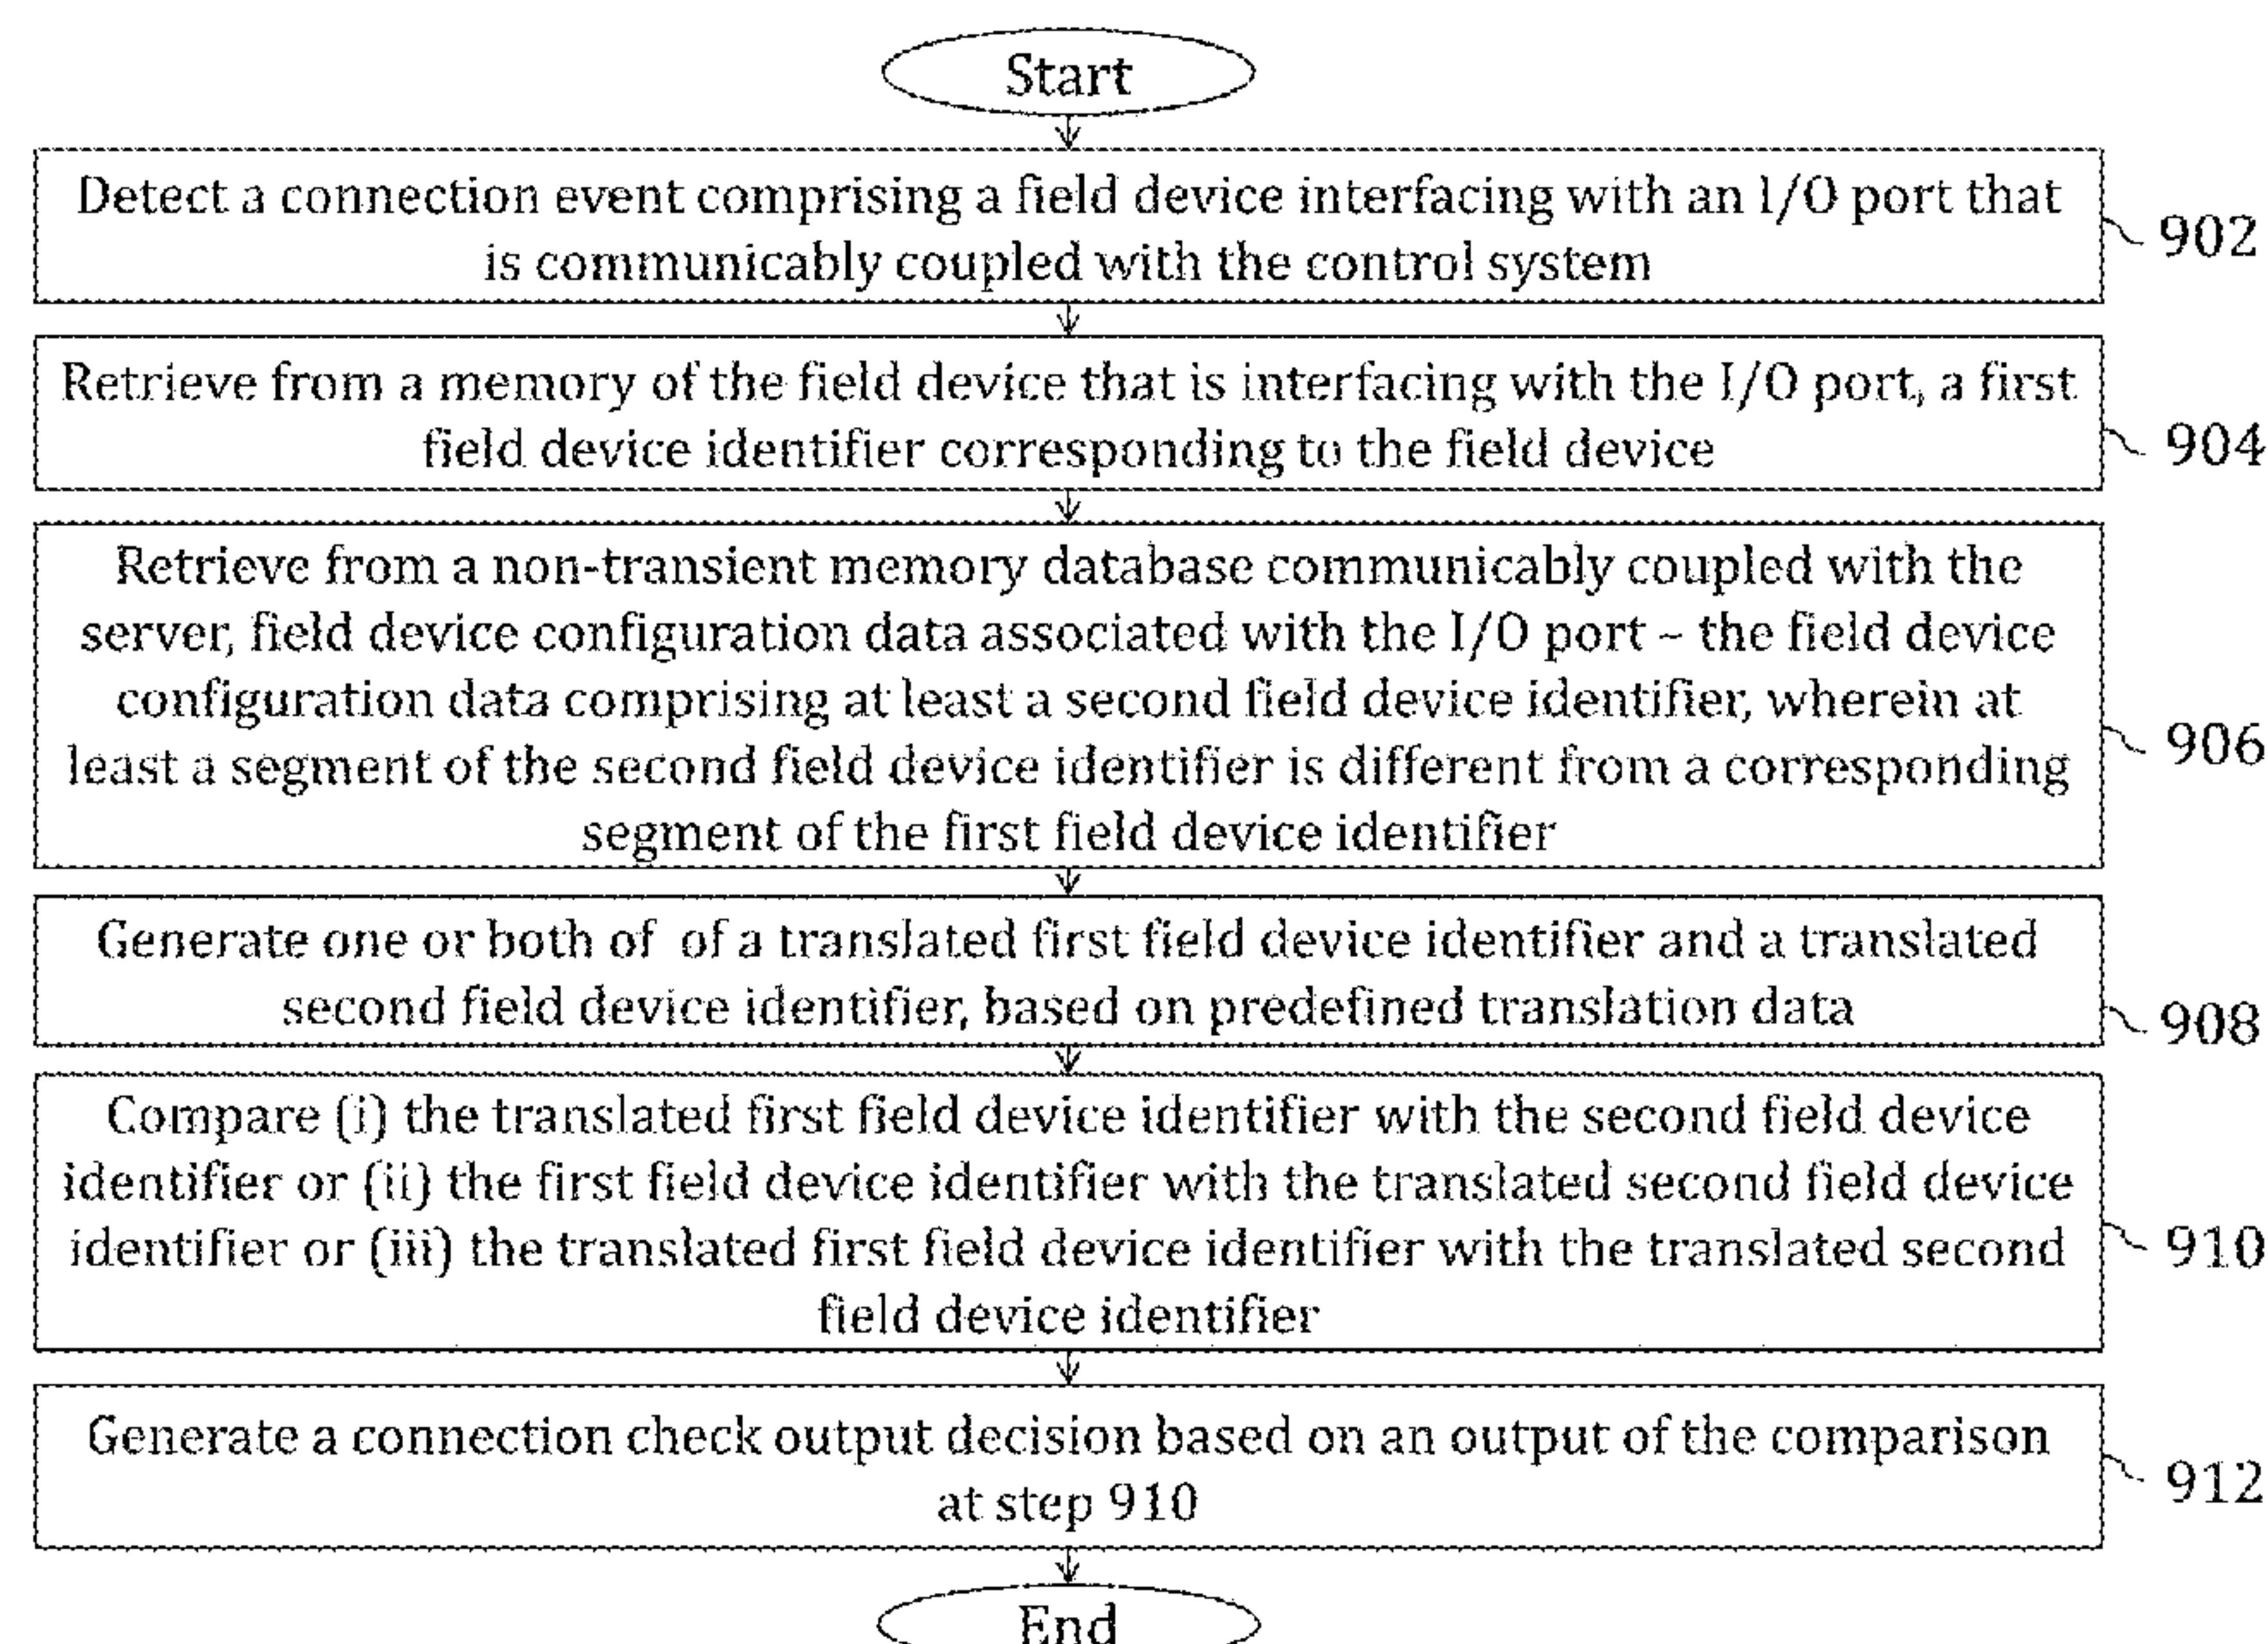 Start
Detect a connection event comprising a field device interfacing with an I/O port that
is communicably coupled with the control system
902
Retrieve from a memory of the field device that is interfacing with the I/O port, a first
field device identifier corresponding to the field device
904
Retrieve from a non-transient memory database communicably coupled with the
server, field device configuration data associated with the I/O port – the field device
configuration data comprising at least a second field device identifier, wherein at
least a segment of the second field device identifier is different from a corresponding
segment of the first field device identifier
906
Generate one or both of of a translated first field device identifier and a translated
second field device identifier, based on predefined translation data
908
Compare (i) the translated first field device identifier with the second field device
identifier or (ii) the first field device identifier with the translated second field device
identifier or (iii) the translated first field device identifier with the translated second
field device identifier
910
Generate a connection check output decision based on an output of the comparison
at step 910
912
End